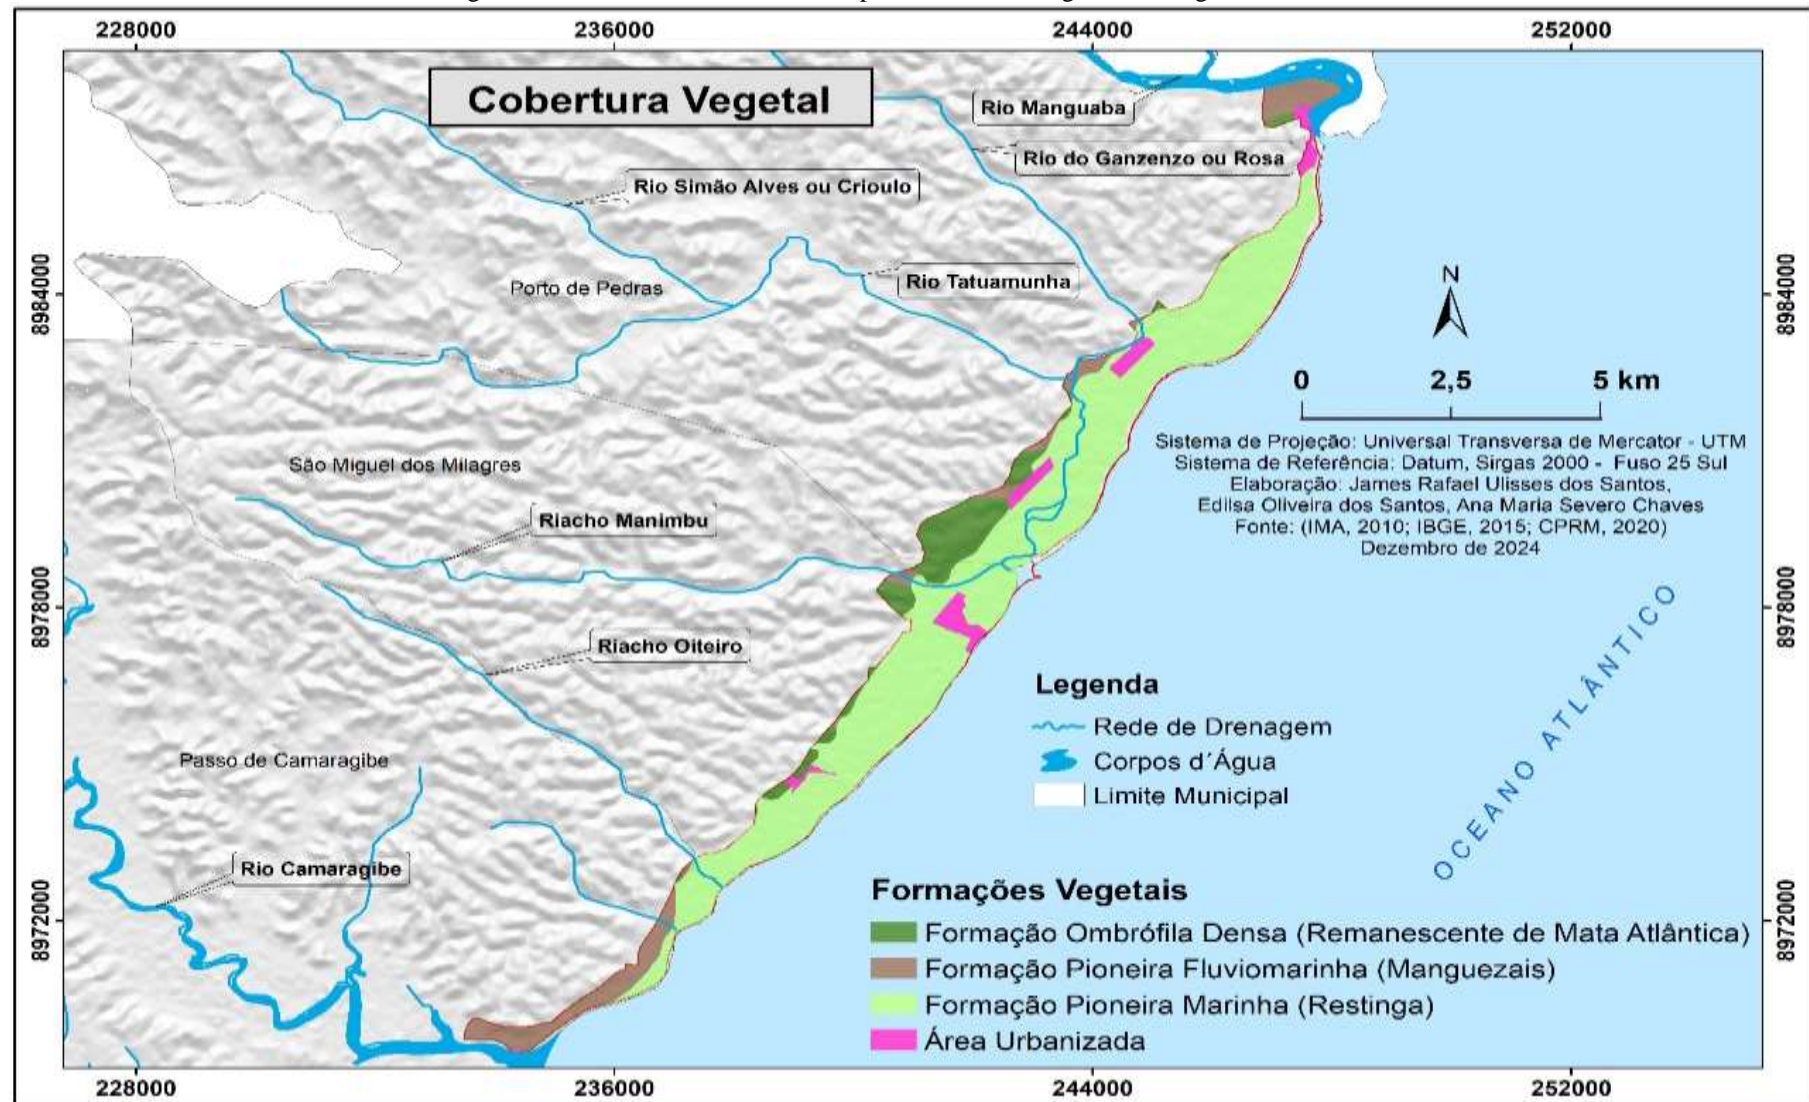 228000
236000
244000
252000
Cobertura Vegetal
Rio Manguaba
Rio do Ganzenzo ou Rosa
Rio Simão Alves ou Crioulo
Rio Tatuamunha
Porto de Pedras
8984000
8984000
N
0 2,5 5 km
Sistema de Projeção: Universal Transversa de Mercator - UTM
Sistema de Referência: Datum, Sirgas 2000 - Fuso 25 Sul
Elaboração: James Rafael Ulisses dos Santos,
Edilsa Oliveira dos Santos, Ana Maria Severo Chaves
Fonte: (IMA, 2010; IBGE, 2015; CPRM, 2020)
Dezembro de 2024
São Miguel dos Milagres
Riacho Manimbu
8978000
8978000
Riacho Oiteiro
OCEANO ATLÂNTICO
Legenda
Rede de Drenagem
Corpos d´Água
Limite Municipal
Passo de Camaragibe
Rio Camaragibe
8972000
8972000
Formações Vegetais
Formação Ombrófila Densa (Remanescente de Mata Atlântica)
Formação Pioneira Fluviomarinha (Manguezais)
Formação Pioneira Marinha (Restinga)
Área Urbanizada
228000
236000
244000
252000